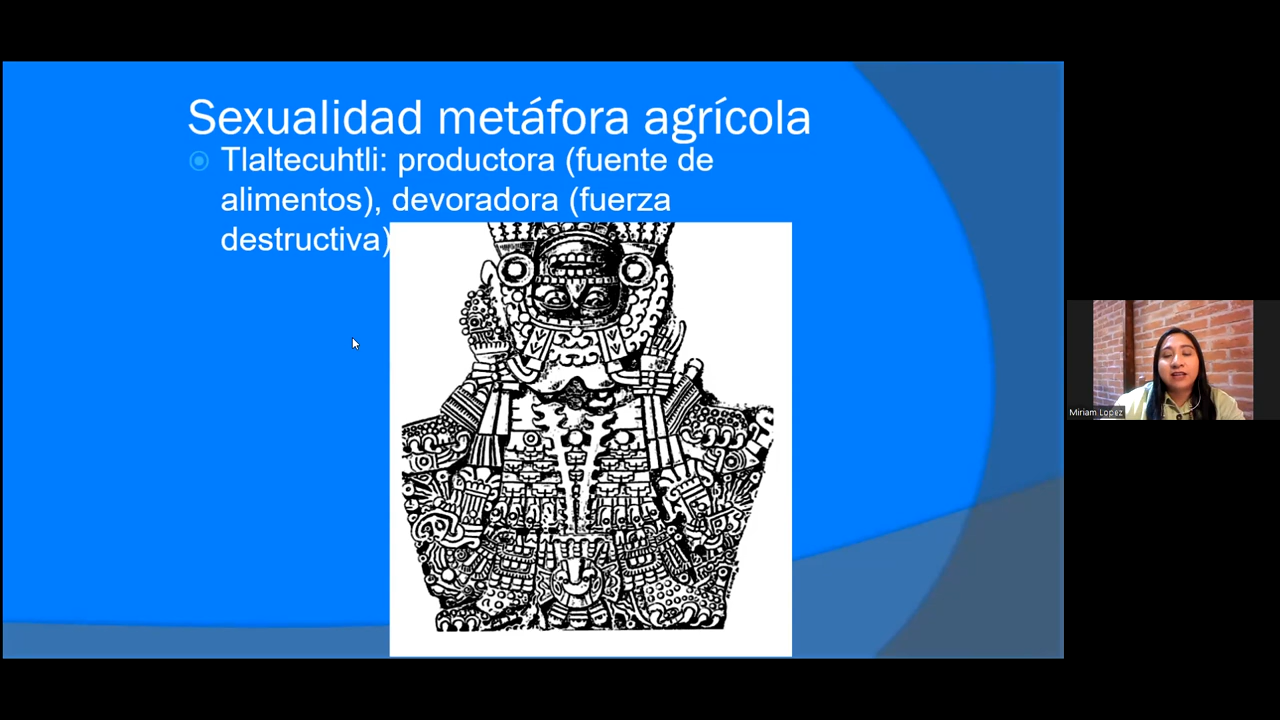 Sexualidad metáfora agrícola
Tlaltecuhtli: productora (fuente de
alimentos), devoradora (fuerza
destructiva)
Miriam Lopez